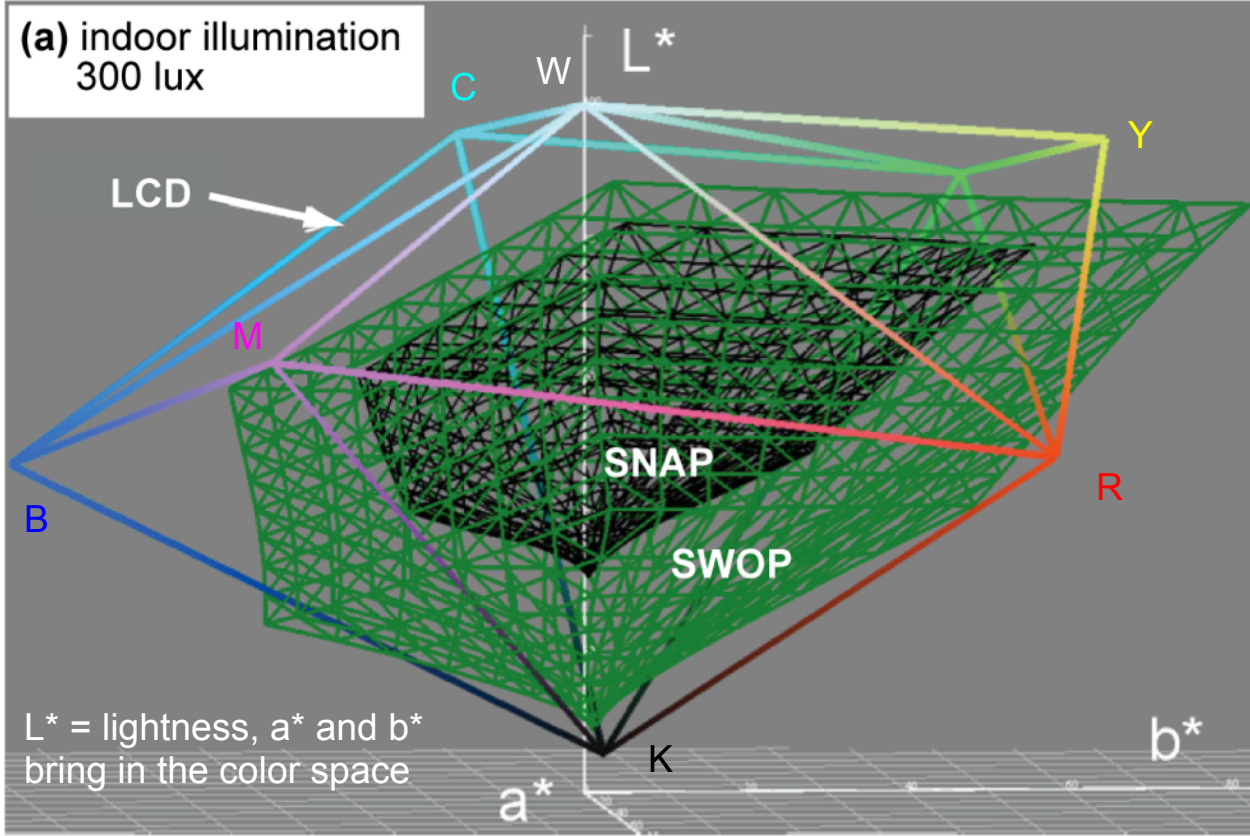 (a) indoor illumination
300 lux
W
L*
C
Y
LCD
M
SNAP
R
B
SWOP
L* = lightness, a* and b*
bring in the color space
K
b*
a*